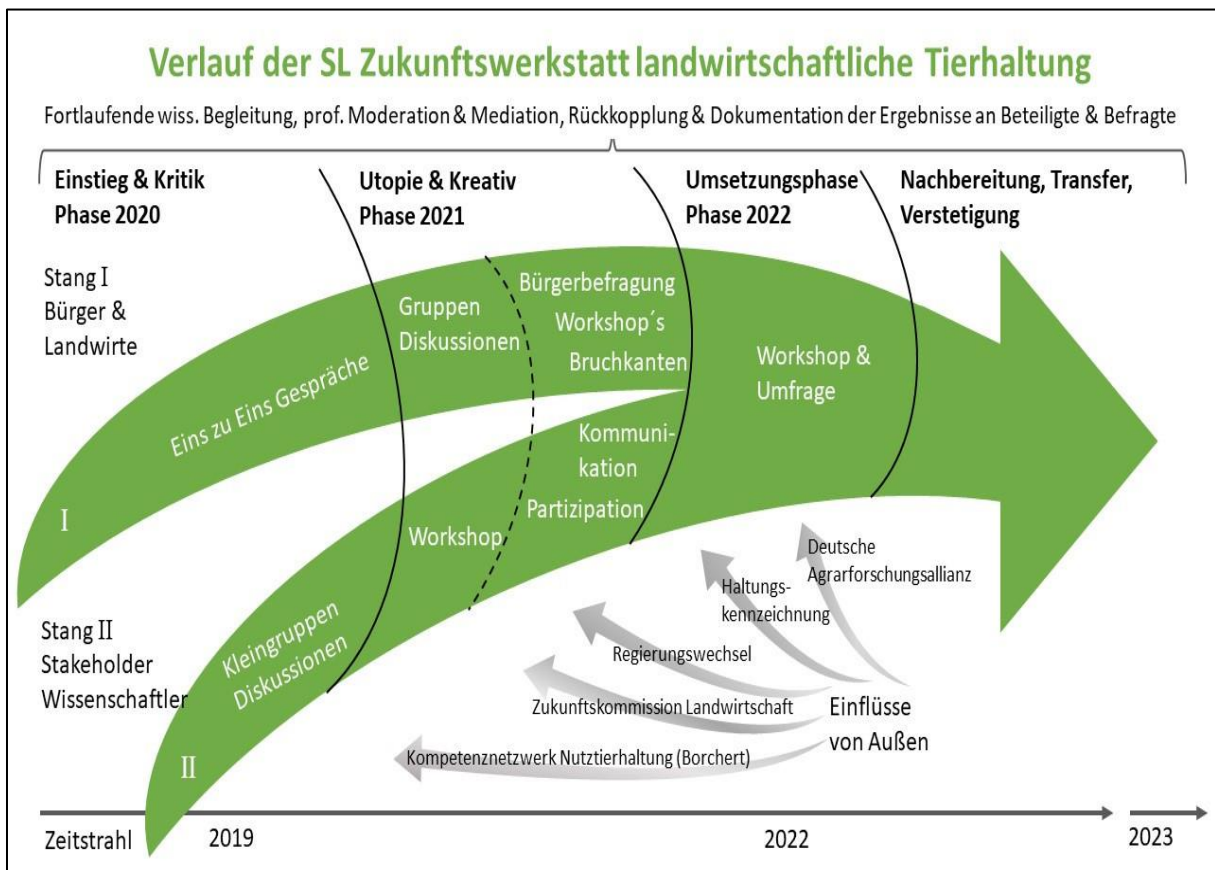 Verlauf der SL Zukunftswerkstatt landwirtschaftliche Tierhaltung
Fortlaufende wiss. Begleitung, prof. Moderation & Mediation, Rückkopplung & Dokumentation der Ergebnisse an Beteiligte & Befragte
Einstieg & Kritik
Phase 2020
Utopie & Kreativ
Phase 2021
Umsetzungsphase
Phase 2022
Nachbereitung, Transfer,
Verstetigung
Stang I
Bürger &
Landwirte
I
Eins zu Eins Gespräche
Gruppen
Diskussionen
Bürgerbefragung
Workshop´s
Bruchkanten
Workshop &
Umfrage
Stang II
Stakeholder
Wissenschaftler
II
Kleingruppen
Diskussionen
Workshop
Kommuni-
kation
Partizipation
Deutsche
Agrarforschungsallianz
Haltungs-
kennzeichnung
Regierungswechsel
Zukunftskommission Landwirtschaft
Kompetenznetzwerk Nutztierhaltung (Borchert)
Einflüsse
von Außen
Zeitstrahl
2019
2022
2023